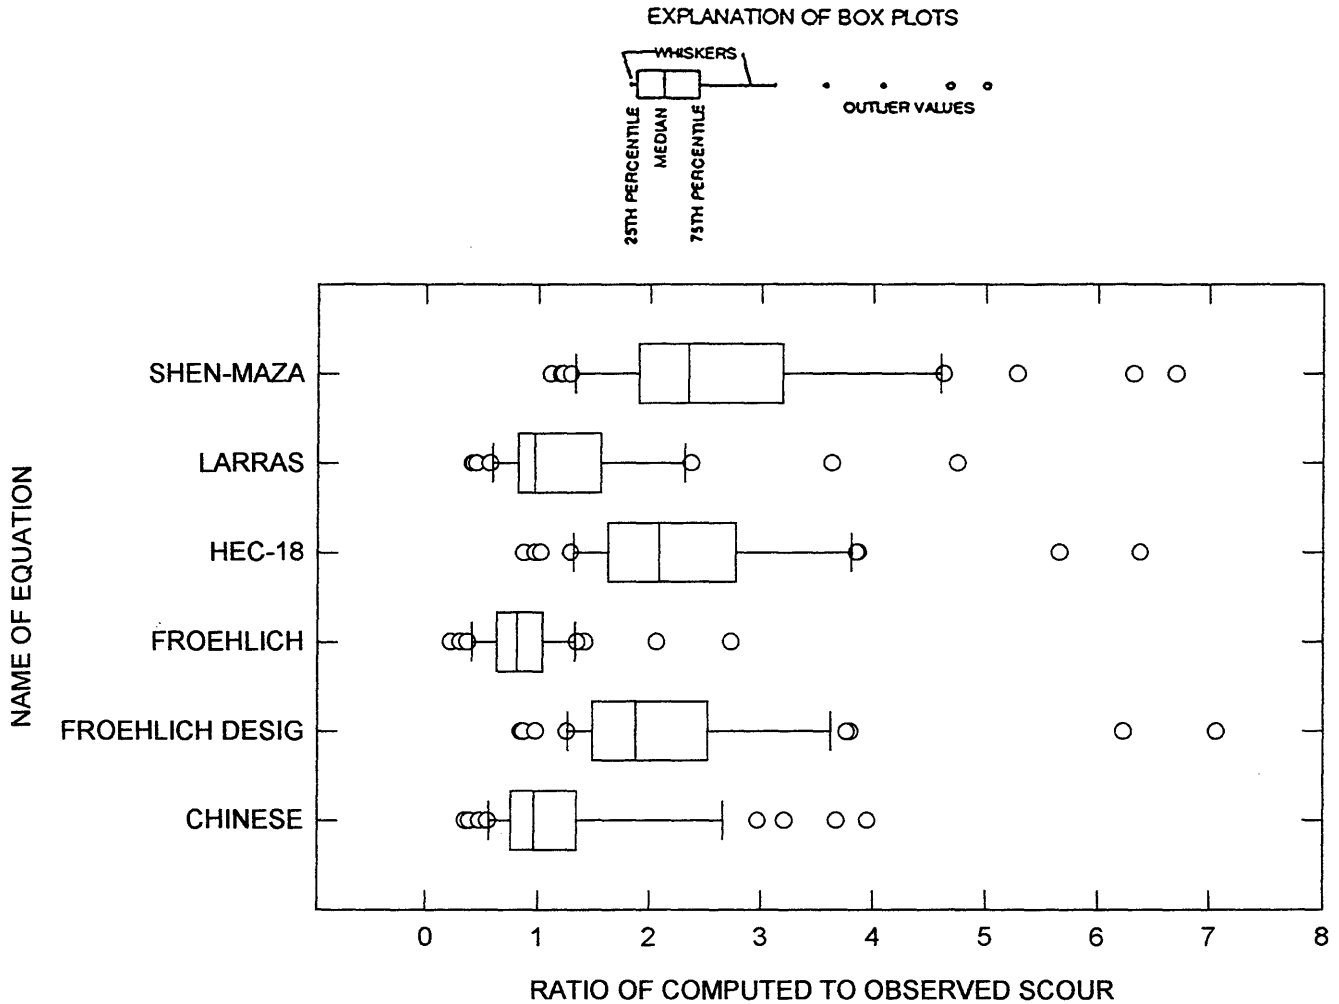 EXPLANATION OF BOX PLOTS
WHISKERS
OUTLIER VALUES
25TH PERCENTILE
MEDIAN
75TH PERCENTILE
NAME OF EQUATION
SHEN-MAZA
LARRAS
HEC-18
FROEHLICH
FROEHLICH DESIG
CHINESE
0 1 2 3 4 5 6 7 8
RATIO OF COMPUTED TO OBSERVED SCOUR